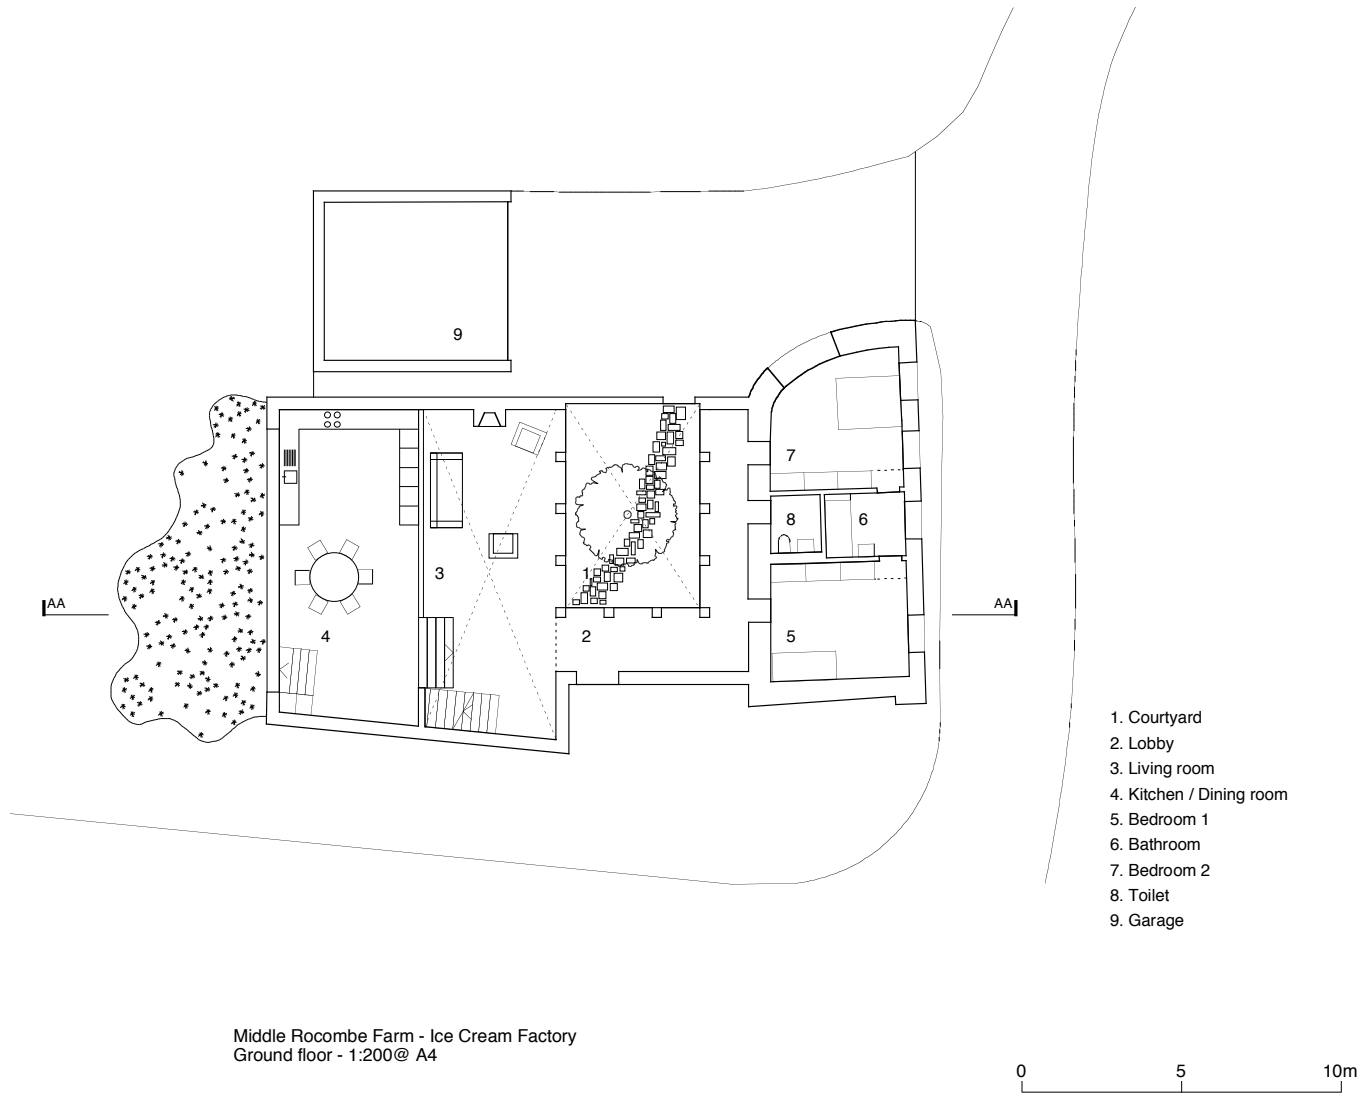 9
7
8
6
3
1
AA
AA
4
2
5
1. Courtyard
2. Lobby
3. Living room
4. Kitchen / Dining room
5. Bedroom 1
6. Bathroom
7. Bedroom 2
8. Toilet
9. Garage
Middle Rocombe Farm - Ice Cream Factory
Ground floor - 1:200@ A4
0 5 10m